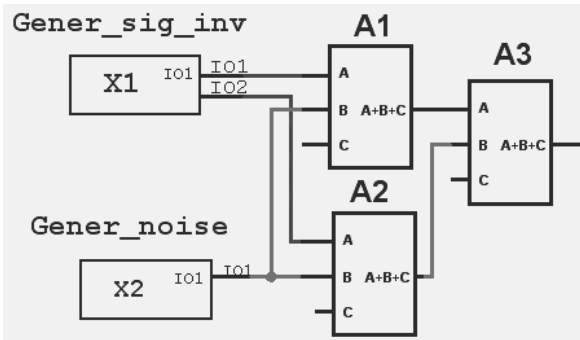 Gener_sig_inv
A1
A3
X1 IO1 IO1
IO2
A
B A+B+C
C
A
B A+B+C
C
A2
Gener_noise
X2 IO1 IO1
A
B A+B+C
C